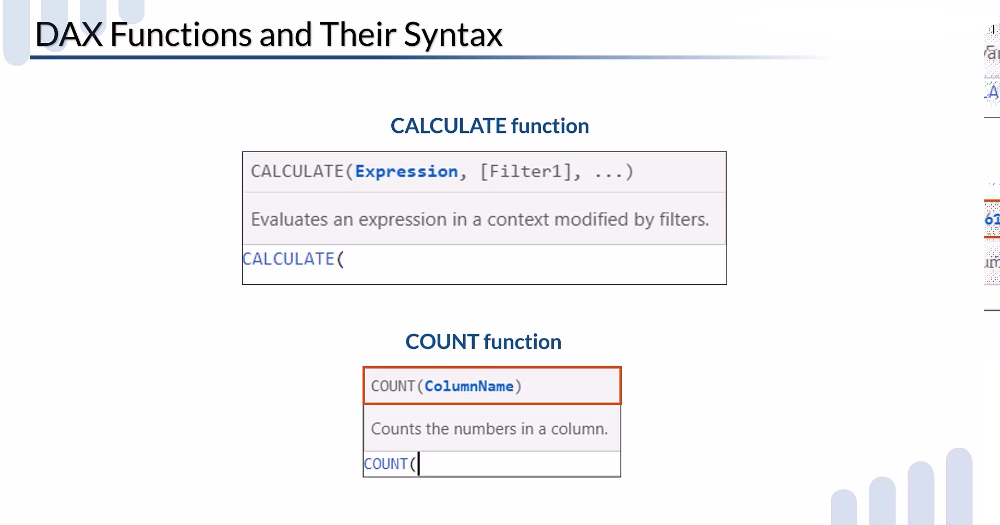 DAX Functions and Their Syntax
CALCULATE function
CALCULATE(Expression, [Filter1], ...)
Evaluates an expression in a context modified by filters.
CALCULATE(
COUNT function
COUNT(ColumnName)
Counts the numbers in a column.
COUNT(